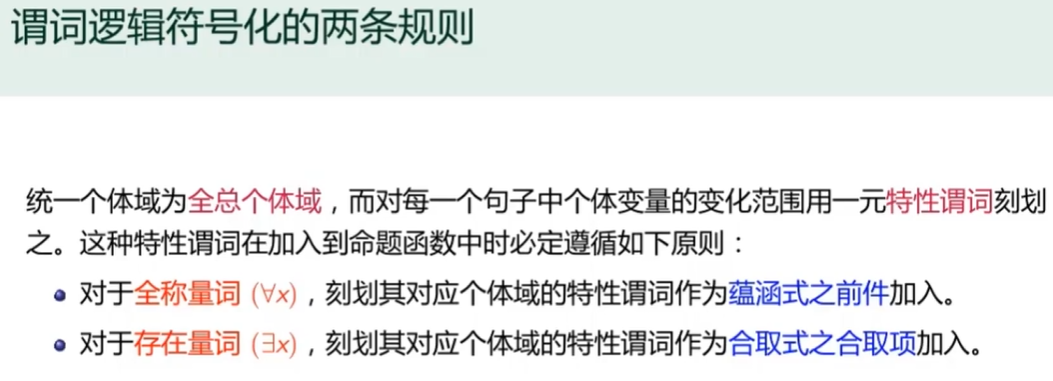 谓词逻辑符号化的两条规则
统一个体域为全总个体域，而对每一个句子中个体变量的变化范围用一元特性谓词刻划
之。这种特性谓词在加入到命题函数中时必定遵循如下原则：
对于全称量词 (∀x)，刻划其对应个体域的特性谓词作为蕴涵式之前件加入。
对于存在量词 (∃x)，刻划其对应个体域的特性谓词作为合取式之合取项加入。